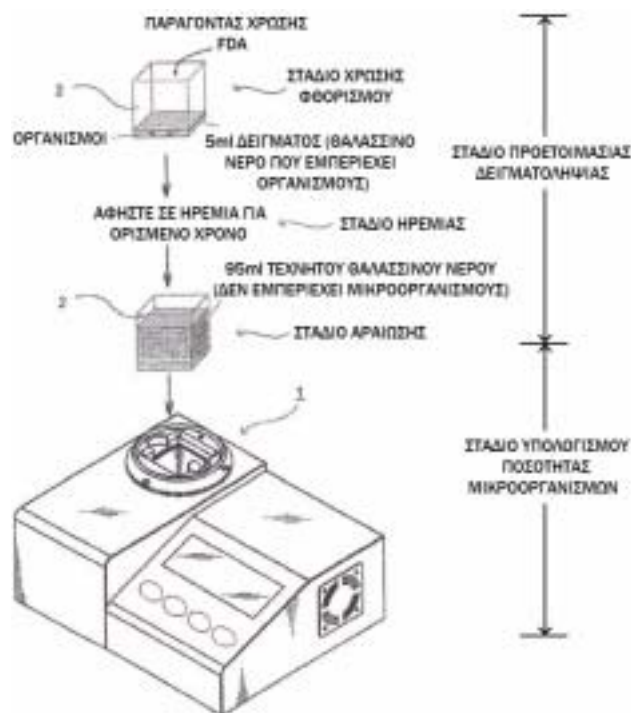 ΠΑΡΑΓΟΝΤΑΣ ΧΡΩΣΗΣ
FDA
2
ΣΤΑΔΙΟ ΧΡΩΣΗΣ
ΦΘΟΡΙΣΜΟΥ
ΟΡΓΑΝΙΣΜΟΙ
5ml ΔΕΙΓΜΑΤΟΣ (ΘΑΛΑΣΣΙΝΟ
ΝΕΡΟ ΠΟΥ ΕΜΠΕΡΙΕΧΕΙ
ΟΡΓΑΝΙΣΜΟΥΣ)
ΣΤΑΔΙΟ ΠΡΟΕΤΟΙΜΑΣΙΑΣ
ΔΕΙΓΜΑΤΟΛΗΨΙΑΣ
ΑΦΗΣΤΕ ΣΕ ΗΡΕΜΙΑ ΓΙΑ
ΟΡΙΣΜΕΝΟ ΧΡΟΝΟ
ΣΤΑΔΙΟ ΗΡΕΜΙΑΣ
95ml ΤΕΧΝΗΤΟΥ ΘΑΛΑΣΣΙΝΟΥ ΝΕΡΟΥ
(ΔΕΝ ΕΜΠΕΡΙΕΧΕΙ ΜΙΚΡΟΟΡΓΑΝΙΣΜΟΥΣ)
2
ΣΤΑΔΙΟ ΑΡΑΙΩΣΗΣ
1
ΣΤΑΔΙΟ ΥΠΟΛΟΓΙΣΜΟΥ
ΠΟΣΟΤΗΤΑΣ
ΜΙΚΡΟΟΡΓΑΝΙΣΜΩΝ